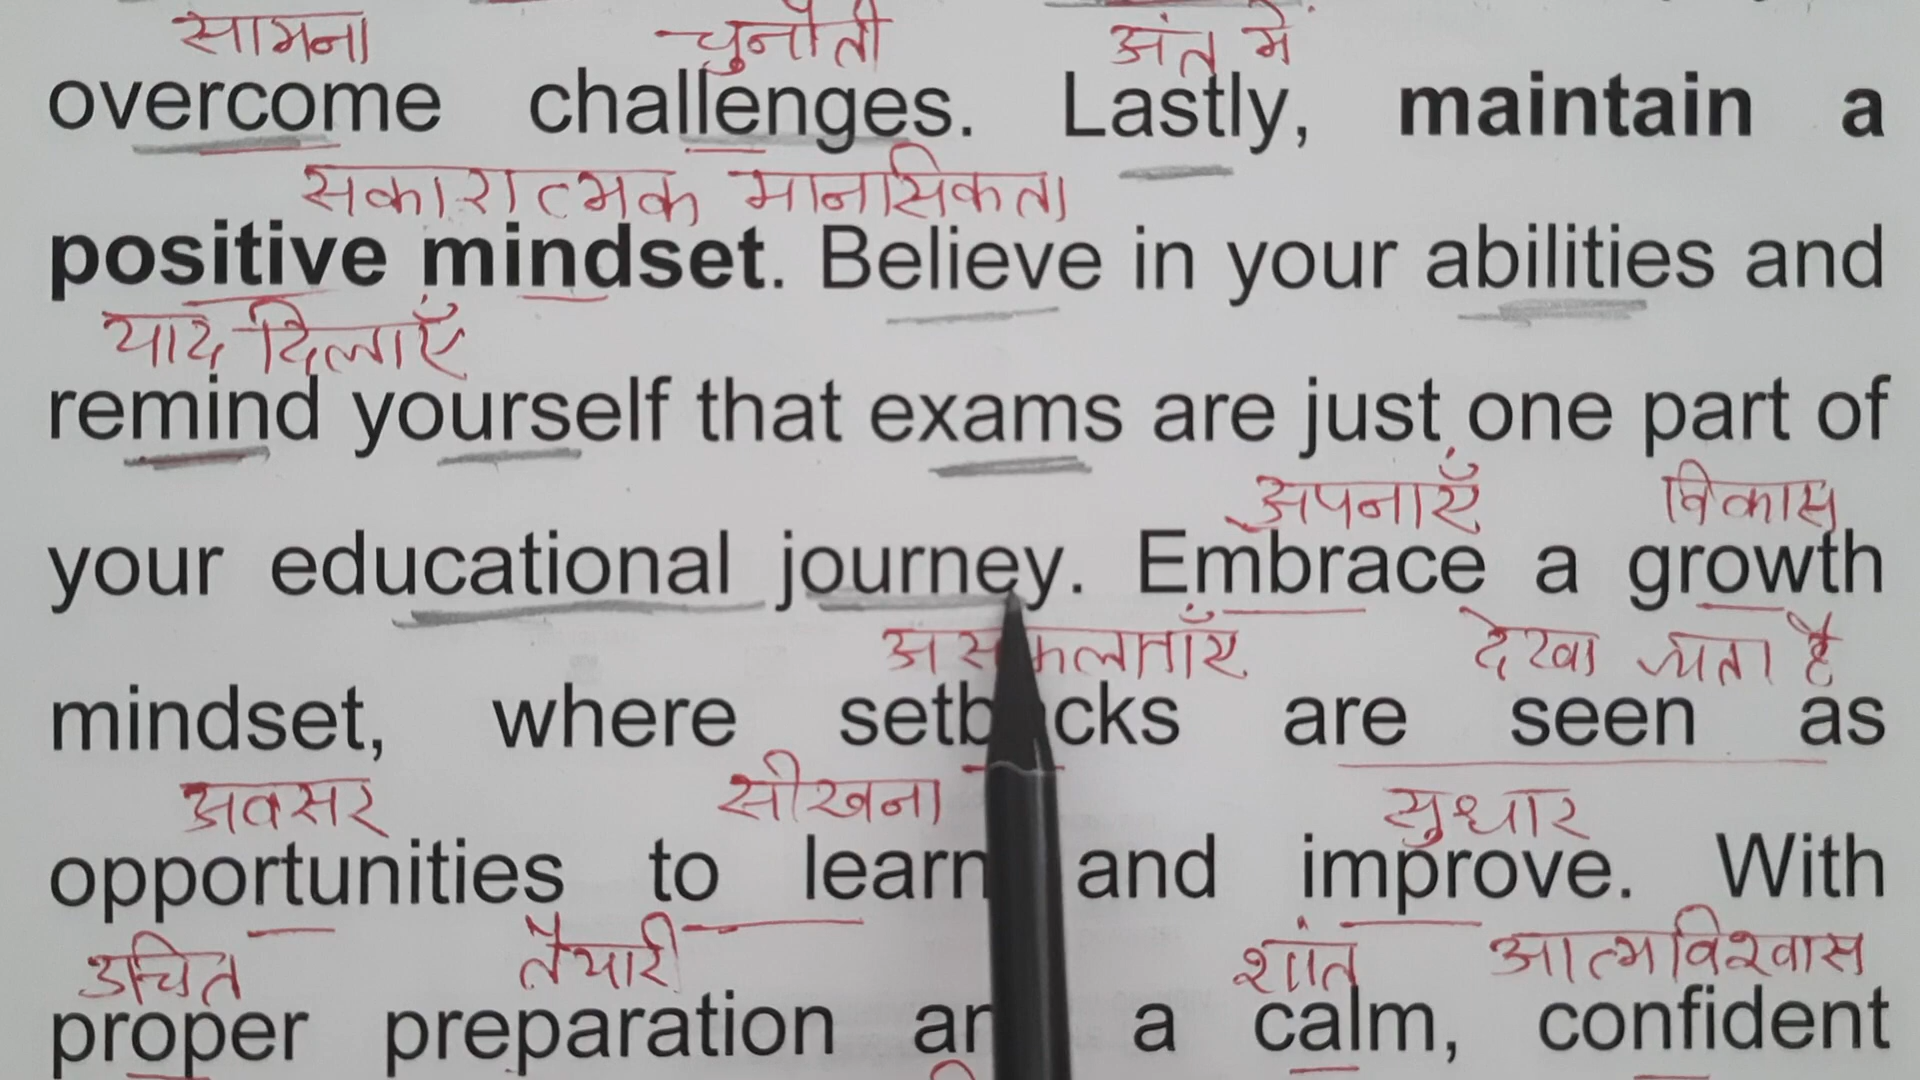 सामना चुनौती अंत में
overcome challenges. Lastly, maintain a
सकारात्मक मानसिकता
positive mindset. Believe in your abilities and
याद दिलाएँ
remind yourself that exams are just one part of
अपनाएँ विकास
your educational journey. Embrace a growth
देखा जाता है
mindset, where are seen as
अवसर सीखना सुधार
opportunities to learn and improve. With
उचित तैयारी शांत आत्मविश्वास
proper preparation a calm, confident